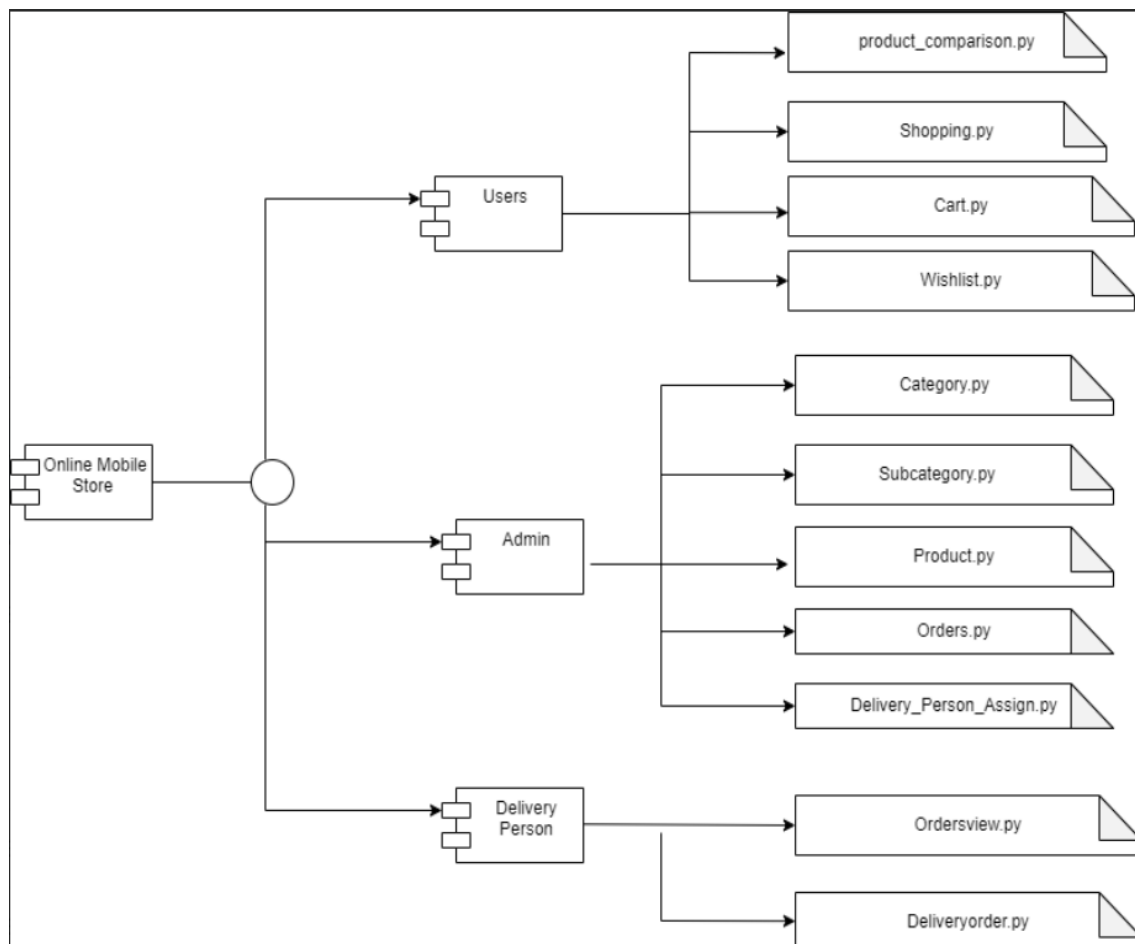 product_comparison.py
Shopping.py
Users
Cart.py
Wishlist.py
Category.py
Online Mobile
Store
Subcategory.py
Admin
Product.py
Orders.py
Delivery_Person_Assign.py
Delivery
Person
Ordersview.py
Deliveryorder.py